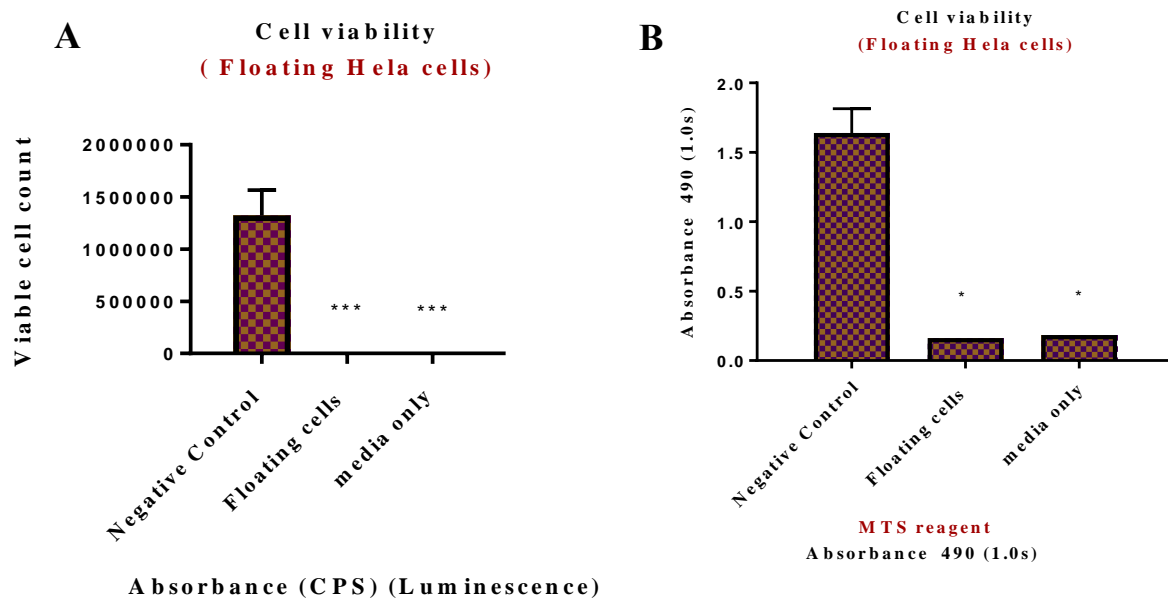 A
Cell viability
( Floating Hela cells)
Viable cell count
2000000
1500000
1000000
500000
0
***
***
Negative Control
Floating cells
media only
Absorbance (CPS) (Luminescence)
B
Cell viability
(Floating Hela cells)
Absorbance 490 (1.0s)
2.0
1.5
1.0
0.5
0.0
*
*
Negative Control
Floating cells
media only
MTS reagent
Absorbance 490 (1.0s)